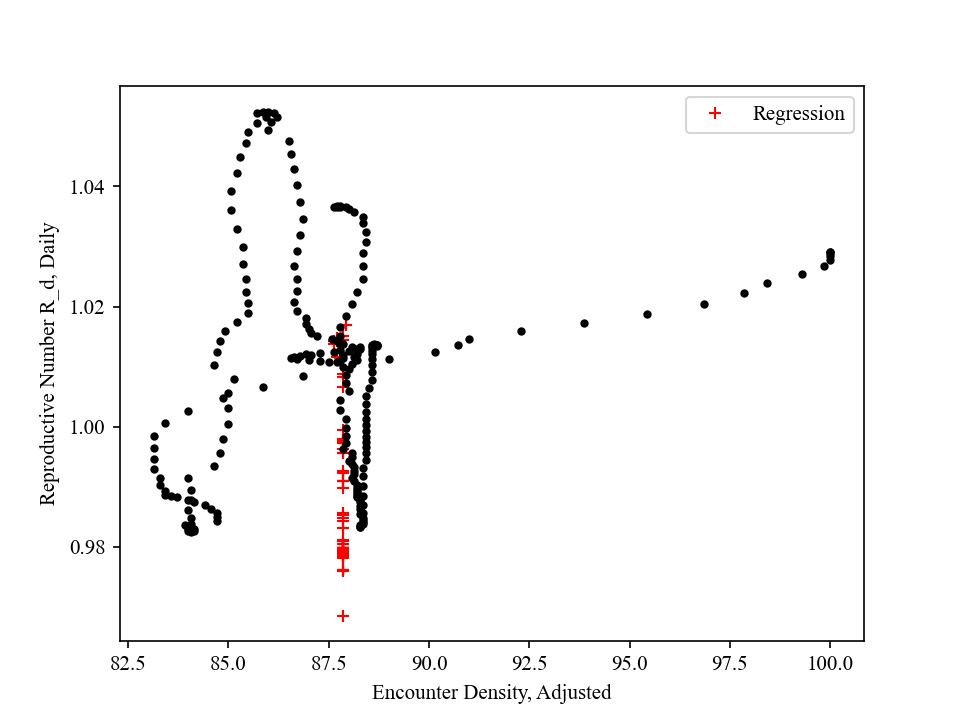 Regression
1.04
1.02
1.00
0.98
Reproductive Number R_d, Daily
82.5 85.0 87.5 90.0 92.5 95.0 97.5 100.0
Encounter Density, Adjusted